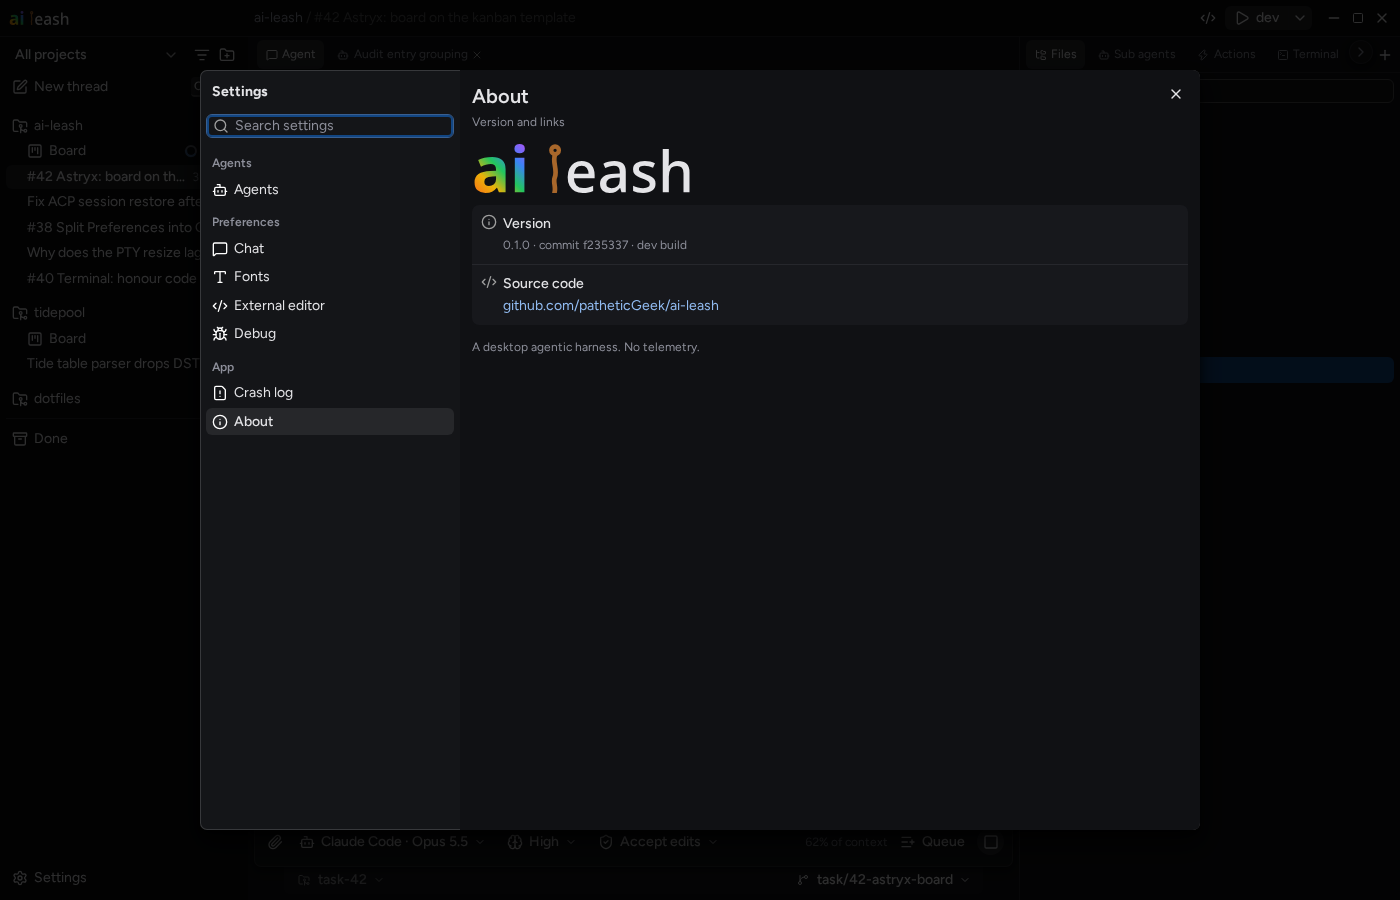 ai leash
ai-leash / #42 Astryx: board on the kanban template
dev
All projects
Agent
Audit entry grouping
Files
Sub agents
Actions
Terminal
New thread
ai-leash
Board
#42 Astryx: board on th...
Fix ACP session restore afte
#38 Split Preferences into
Why does the PTY resize lag
#40 Terminal: honour code
tidepool
Board
Tide table parser drops DST
dotfiles
Done
Settings
Settings
Search settings
Agents
Agents
Preferences
Chat
Fonts
External editor
Debug
App
Crash log
About
About
Version and links
ai leash
Version
0.1.0 · commit f235337 · dev build
Source code
github.com/patheticGeek/ai-leash
A desktop agentic harness. No telemetry.
Claude Code · Opus 5.5
High
Accept edits
62% of context
Queue
task-42
task/42-astryx-board